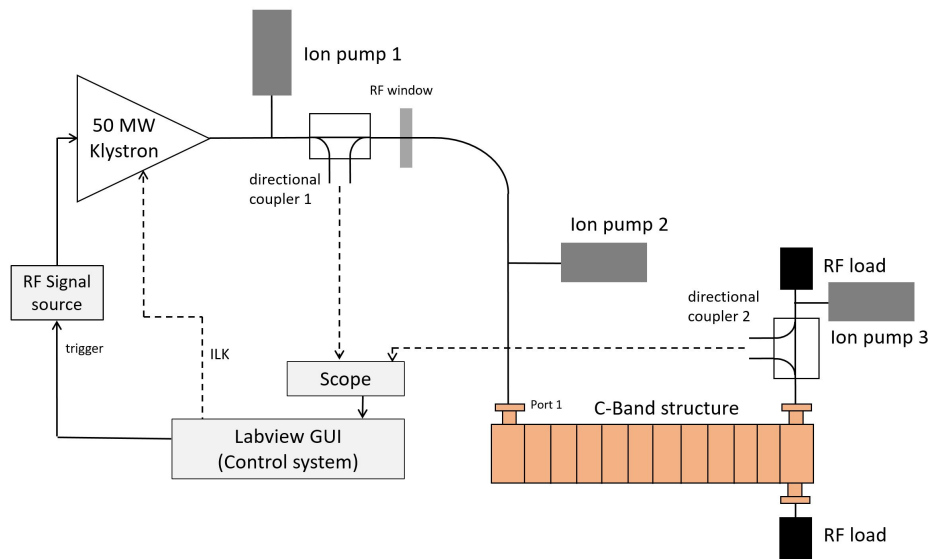 Ion pump 1
RF window
50 MW
Klystron
directional
coupler 1
Ion pump 2
RF load
RF Signal
source
directional
coupler 2
Ion pump 3
trigger
ILK
Scope
Port 1
C-Band structure
Labview GUI
(Control system)
RF load